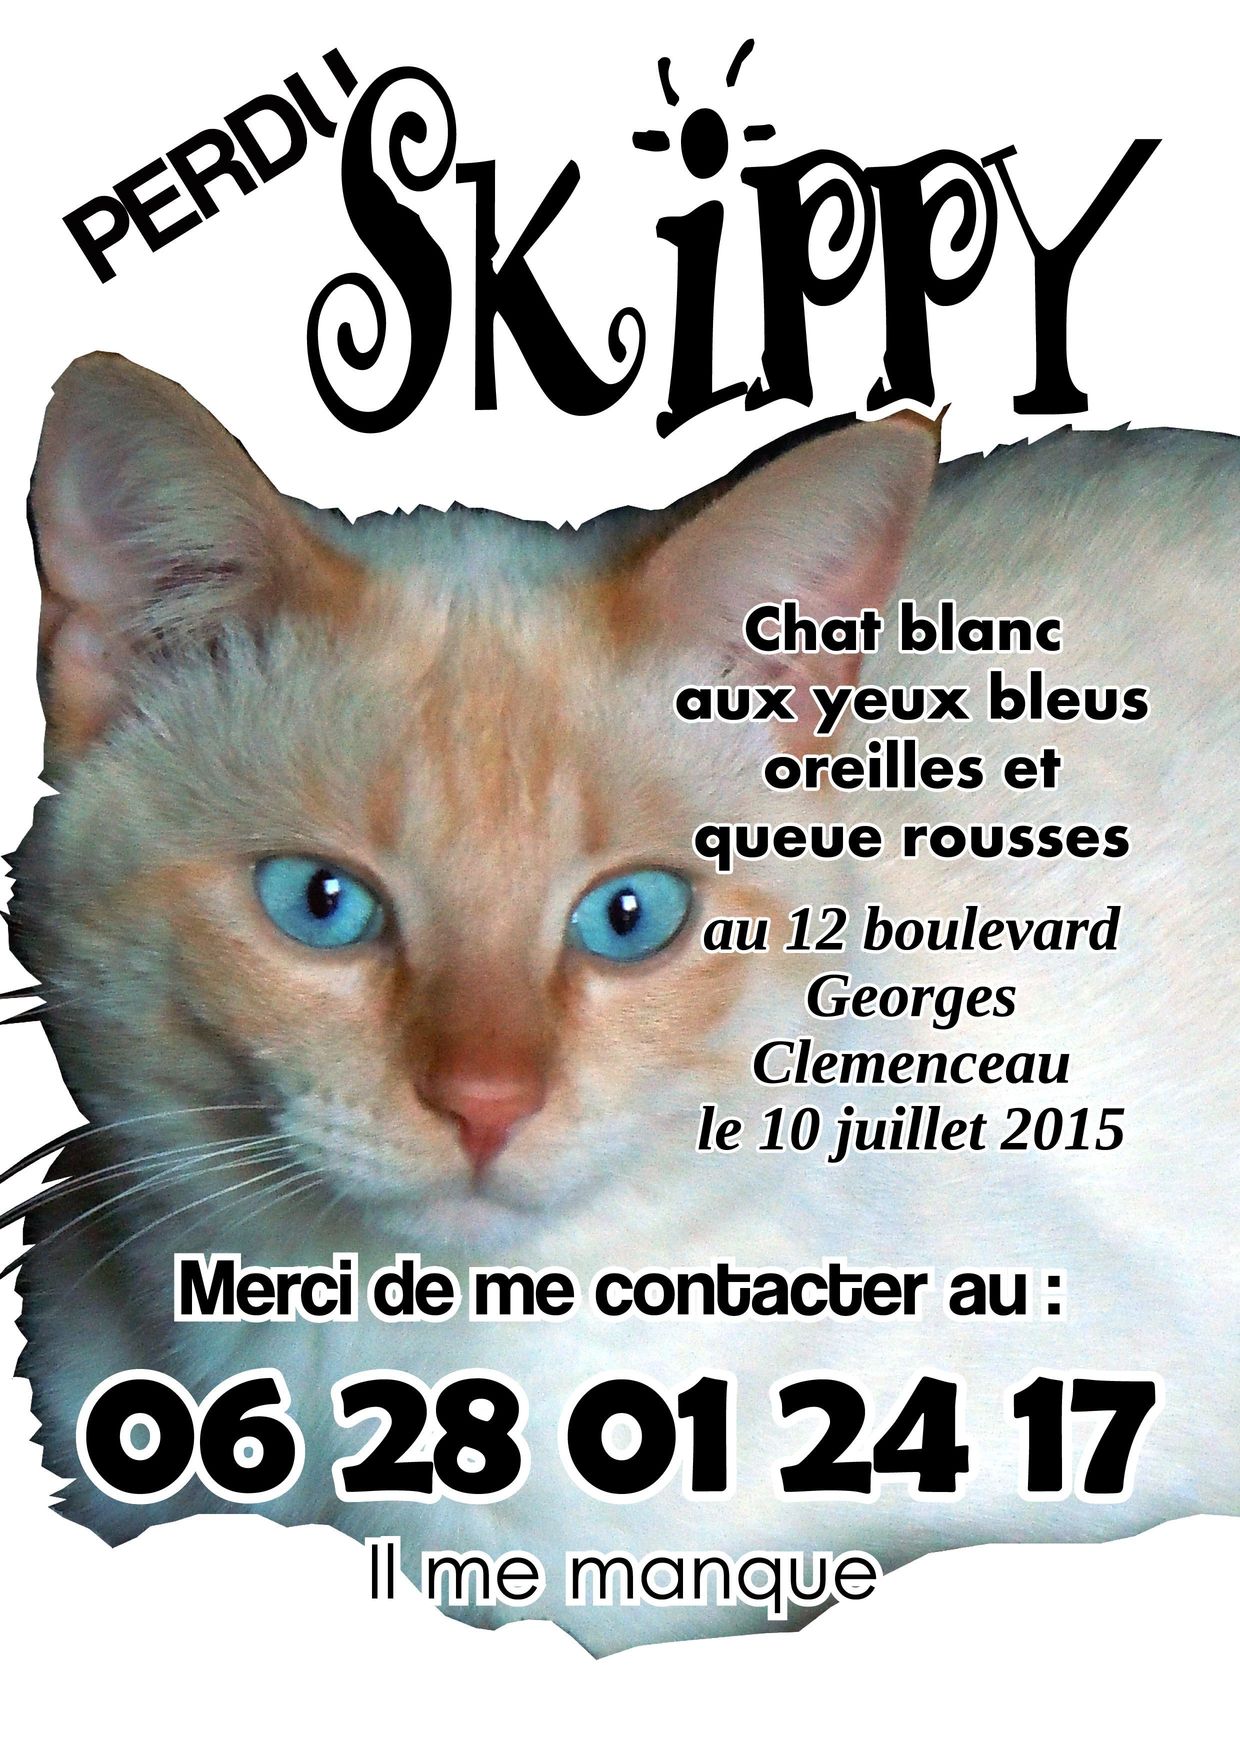 PERDU
SKiPPY
Chat blanc
aux yeux bleus
oreilles et
queue rousses
au 12 boulevard
Georges
Clemenceau
le 10 juillet 2015
Merci de me contacter au :
06 28 01 24 17
Il me manque